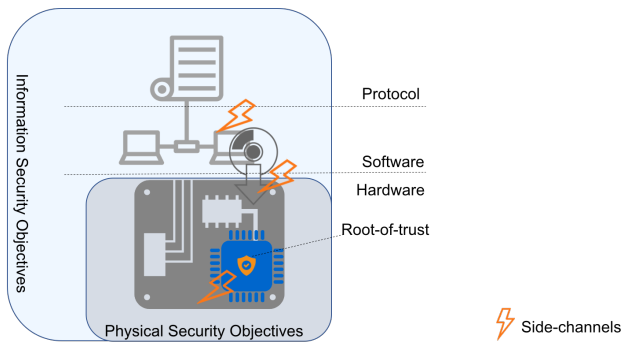 Information Security Objectives
Protocol
Software
Hardware
Root-of-trust
Physical Security Objectives
Side-channels